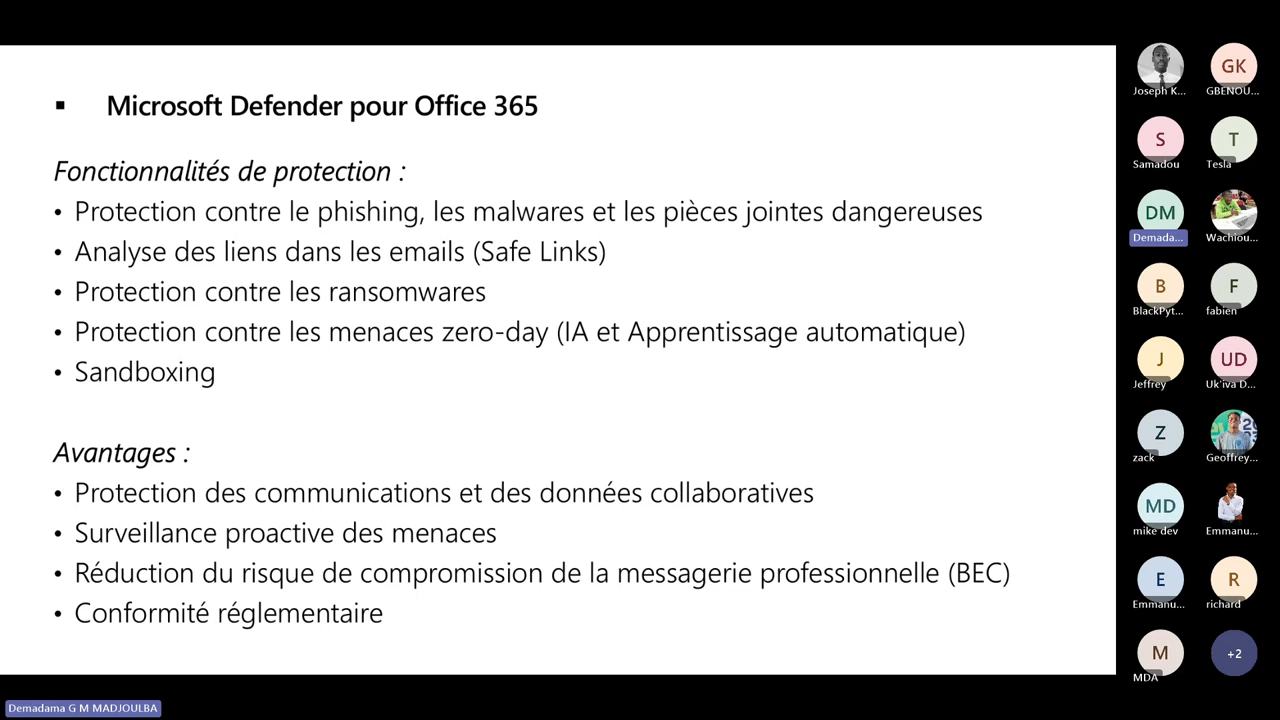 ▪ Microsoft Defender pour Office 365
Fonctionnalités de protection :
• Protection contre le phishing, les malwares et les pièces jointes dangereuses
• Analyse des liens dans les emails (Safe Links)
• Protection contre les ransomwares
• Protection contre les menaces zero-day (IA et Apprentissage automatique)
• Sandboxing
Avantages :
• Protection des communications et des données collaboratives
• Surveillance proactive des menaces
• Réduction du risque de compromission de la messagerie professionnelle (BEC)
• Conformité réglementaire
Joseph K...
GK
GBENOU...
S
Samadou
T
Tesla
DM
Demada...
Wachiou...
B
BlackPyt...
F
fabien
J
Jeffrey
UD
Uk'iva D...
Z
zack
Geoffrey...
MD
mike dev
Emmanu...
E
Emmanu...
R
richard
M
MDA
+2
Demadama G M MADJOULBA